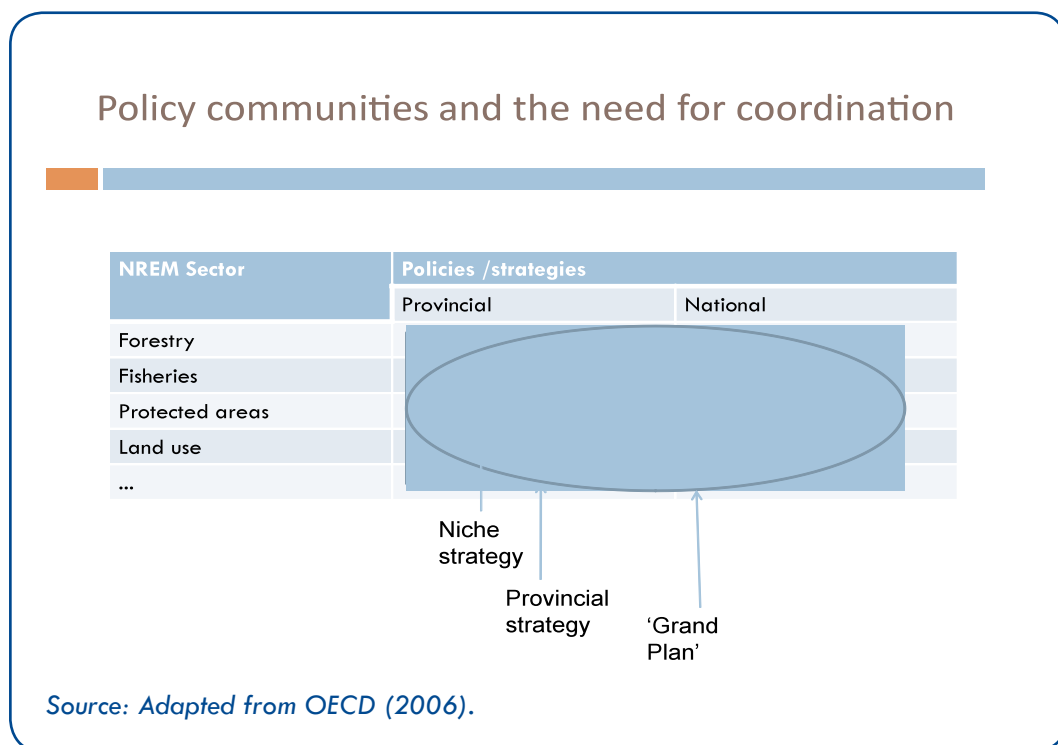 Policy communities and the need for coordination
NREM Sector
Policies /strategies
Provincial
National
Forestry
Fisheries
Protected areas
Land use
...
Niche
strategy
Provincial
strategy
‘Grand
Plan’
Source: Adapted from OECD (2006).